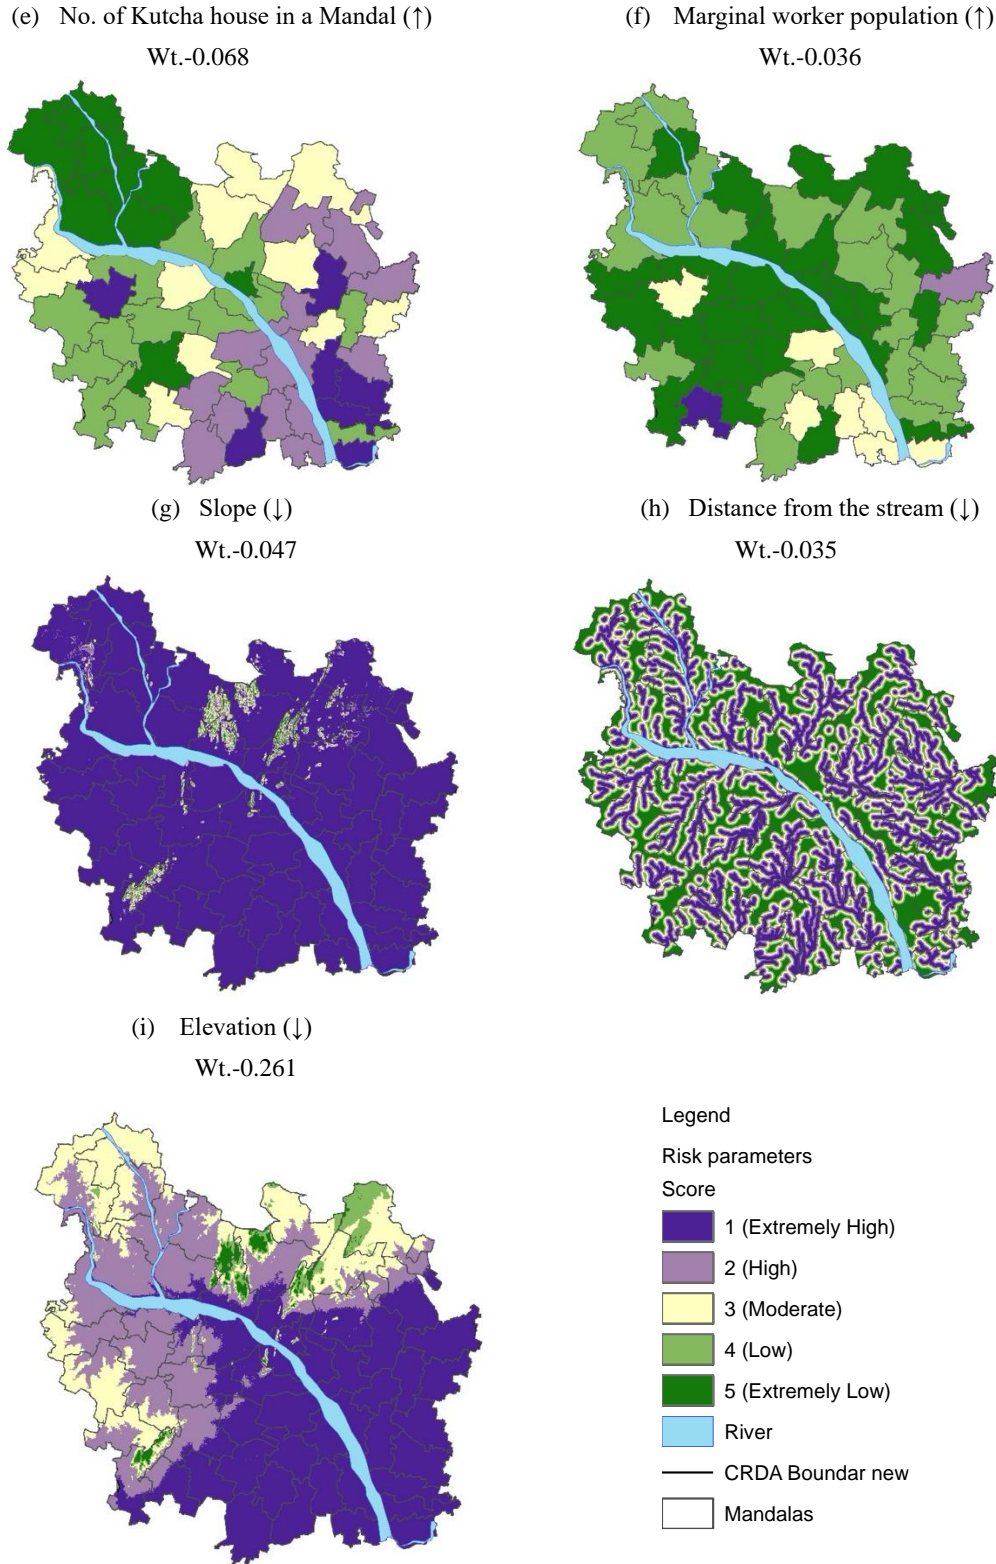 (e) No. of Kutcha house in a Mandal (↑)
Wt.-0.068
(f) Marginal worker population (↑)
Wt.-0.036
(g) Slope (↓)
Wt.-0.047
(h) Distance from the stream (↓)
Wt.-0.035
(i) Elevation (↓)
Wt.-0.261
Legend
Risk parameters
Score
1 (Extremely High)
2 (High)
3 (Moderate)
4 (Low)
5 (Extremely Low)
River
CRDA Boundar new
Mandalas